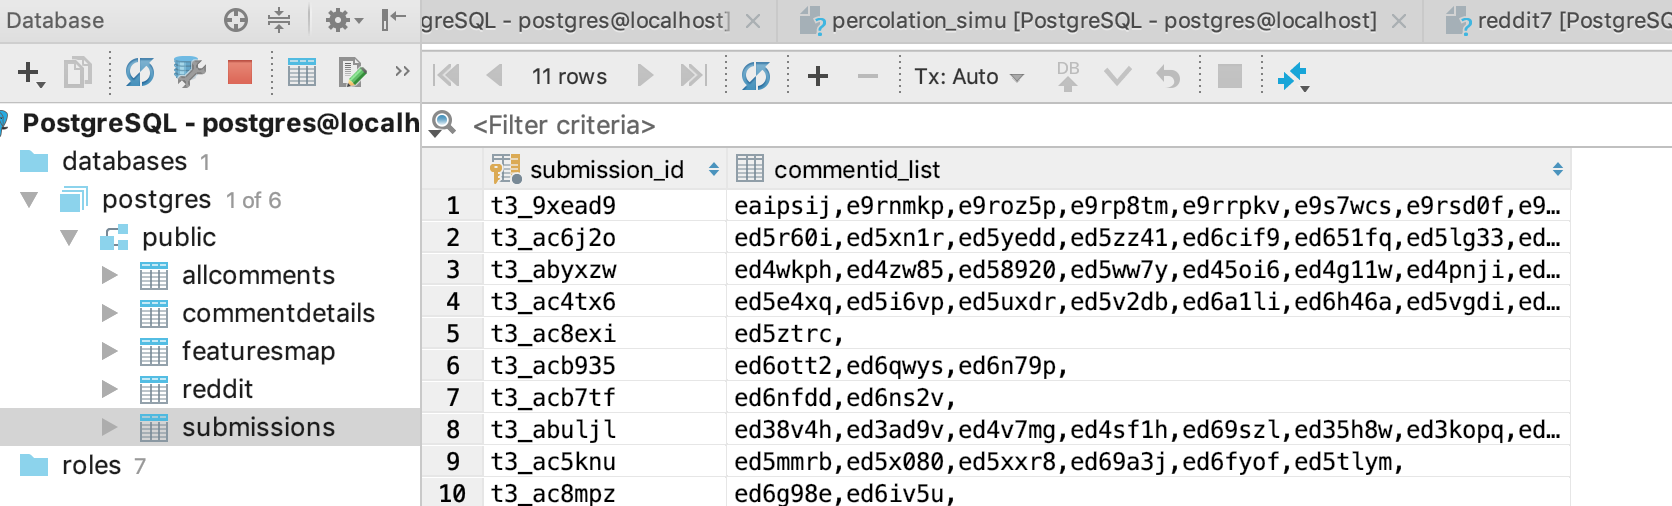 Database
greSQL - postgres@localhost]
percolation_simu [PostgreSQL - postgres@localhost]
reddit7 [PostgreSQ
11 rows
Tx: Auto
DB
PostgreSQL - postgres@localh
<Filter criteria>
databases 1
postgres 1 of 6
public
allcomments
commentdetails
featuresmap
reddit
submissions
roles 7
submission_id commentid_list
1 t3_9xead9 eaipsij,e9rnmkp,e9roz5p,e9rp8tm,e9rrpkv,e9s7wcs,e9rsd0f,e9…
2 t3_ac6j2o ed5r60i,ed5xn1r,ed5yedd,ed5zz41,ed6cif9,ed651fq,ed5lg33,ed…
3 t3_abyxzw ed4wkph,ed4zw85,ed58920,ed5ww7y,ed45oi6,ed4g11w,ed4pnji,ed…
4 t3_ac4tx6 ed5e4xq,ed5i6vp,ed5uxdr,ed5v2db,ed6a1li,ed6h46a,ed5vgdi,ed…
5 t3_ac8exi ed5ztrc,
6 t3_acb935 ed6ott2,ed6qwys,ed6n79p,
7 t3_acb7tf ed6nfdd,ed6ns2v,
8 t3_abuljl ed38v4h,ed3ad9v,ed4v7mg,ed4sf1h,ed69szl,ed35h8w,ed3kopq,ed…
9 t3_ac5knu ed5mmrb,ed5x080,ed5xxr8,ed69a3j,ed6fyof,ed5tlym,
10 t3_ac8mpz ed6g98e,ed6iv5u,